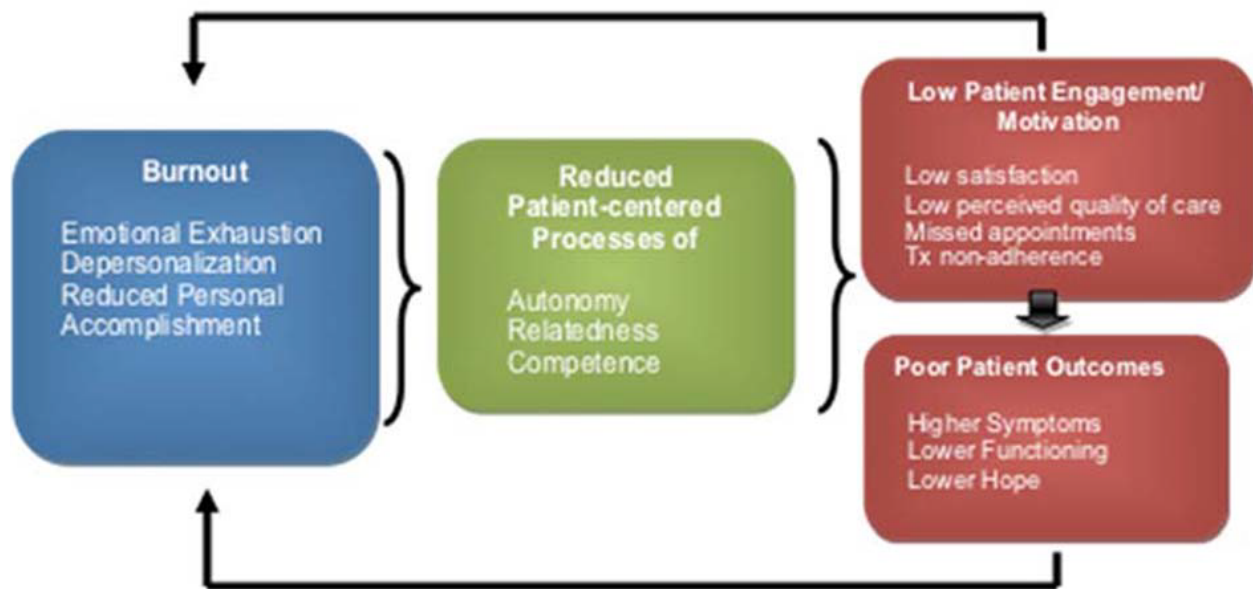 Burnout
Emotional Exhaustion
Depersonalization
Reduced Personal
Accomplishment
Reduced
Patient-centered
Processes of
Autonomy
Relatedness
Competence
Low Patient Engagement/
Motivation
Low satisfaction
Low perceived quality of care
Missed appointments
Tx non-adherence
Poor Patient Outcomes
Higher Symptoms
Lower Functioning
Lower Hope